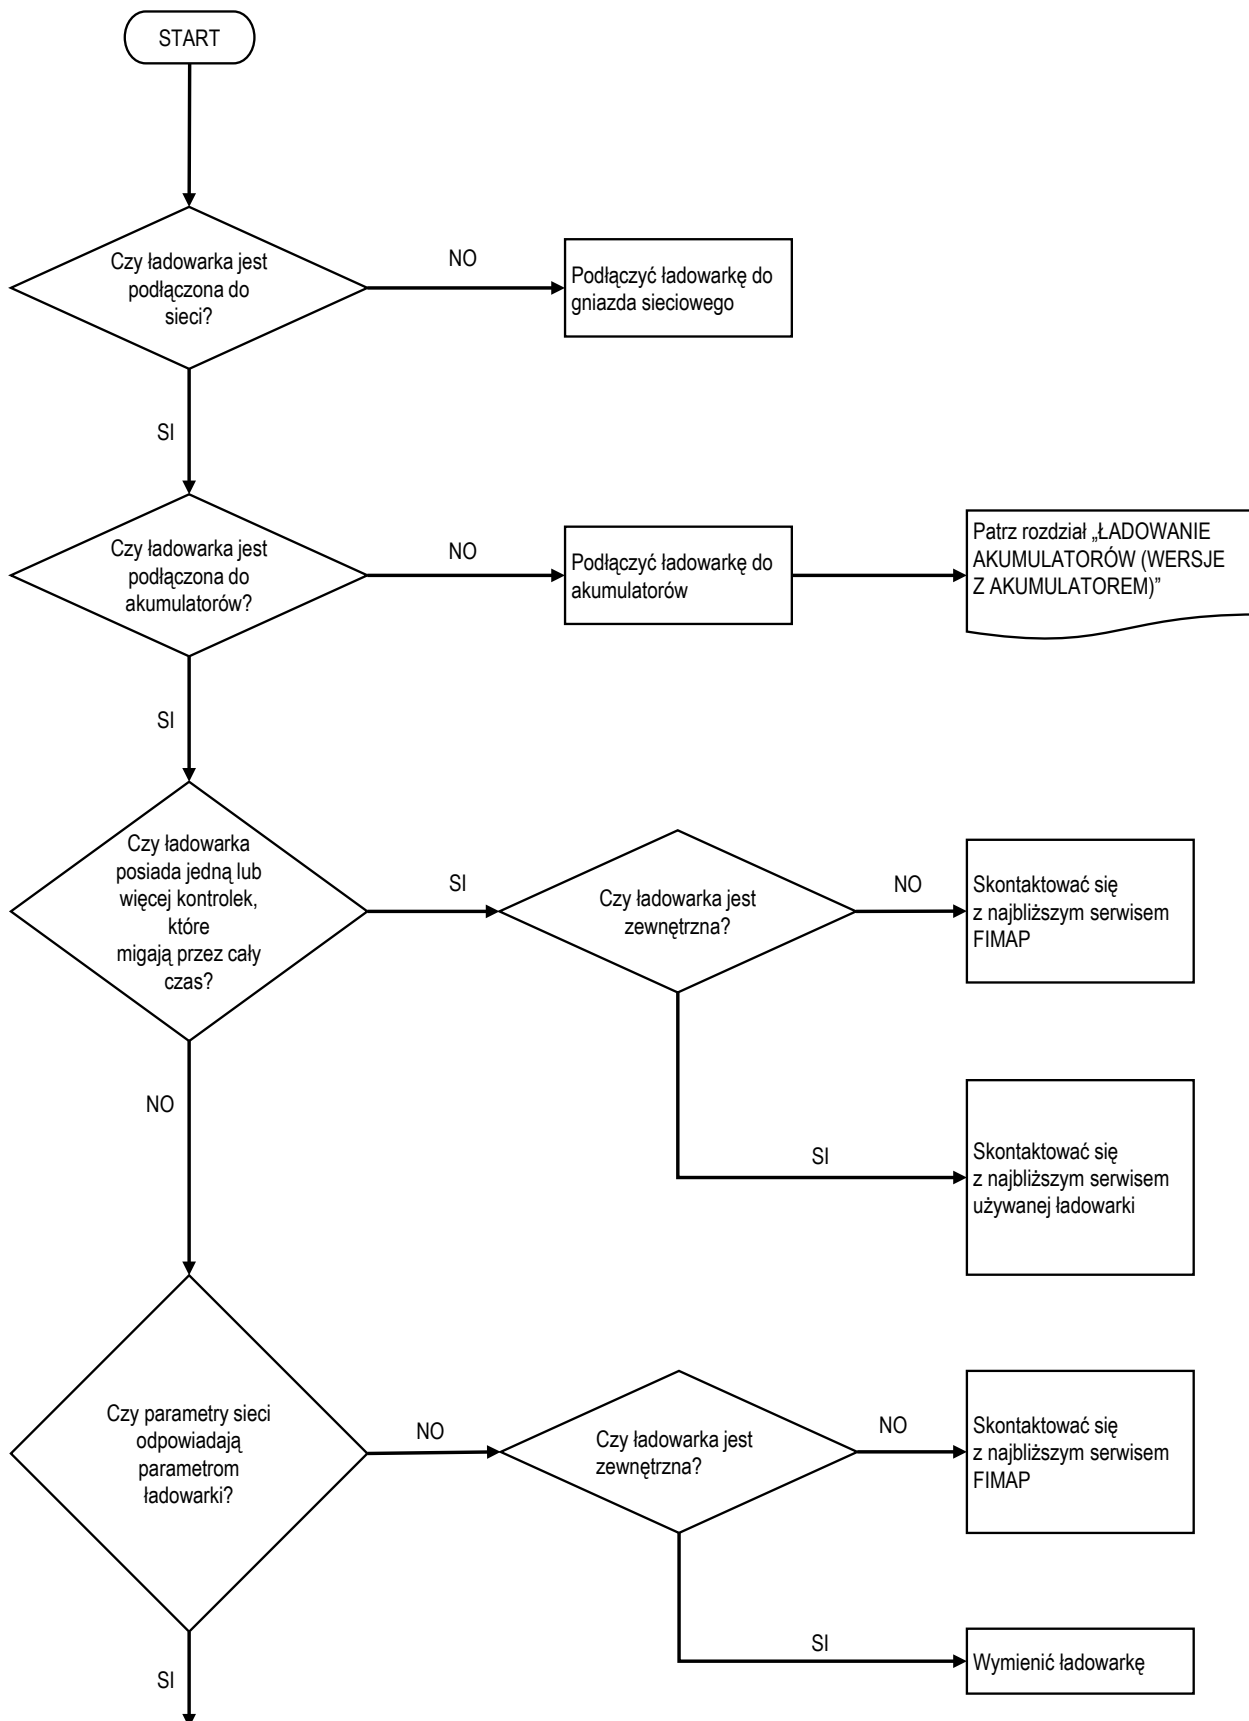 START
Czy ładowarka jest
podłączona do
sieci?
NO
Podłączyć ładowarkę do
gniazda sieciowego
SI
Czy ładowarka jest
podłączona do
akumulatorów?
NO
Podłączyć ładowarkę do
akumulatorów
Patrz rozdział „ŁADOWANIE
AKUMULATORÓW (WERSJE
Z AKUMULATOREM)”
SI
Czy ładowarka
posiada jedną lub
więcej kontrolek,
które
migają przez cały
czas?
SI
Czy ładowarka jest
zewnętrzna?
NO
Skontaktować się
z najbliższym serwisem
FIMAP
NO
SI
Skontaktować się
z najbliższym serwisem
używanej ładowarki
Czy parametry sieci
odpowiadają
parametrom
ładowarki?
NO
Czy ładowarka jest
zewnętrzna?
NO
Skontaktować się
z najbliższym serwisem
FIMAP
SI
Wymienić ładowarkę
SI